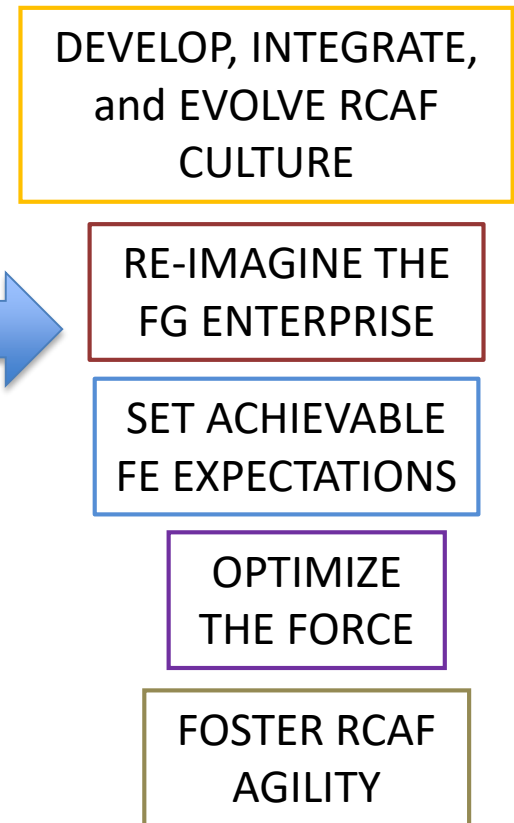 DEVELOP, INTEGRATE,
and EVOLVE RCAF
CULTURE
RE-IMAGINE THE
FG ENTERPRISE
SET ACHIEVABLE
FE EXPECTATIONS
OPTIMIZE
THE FORCE
FOSTER RCAF
AGILITY